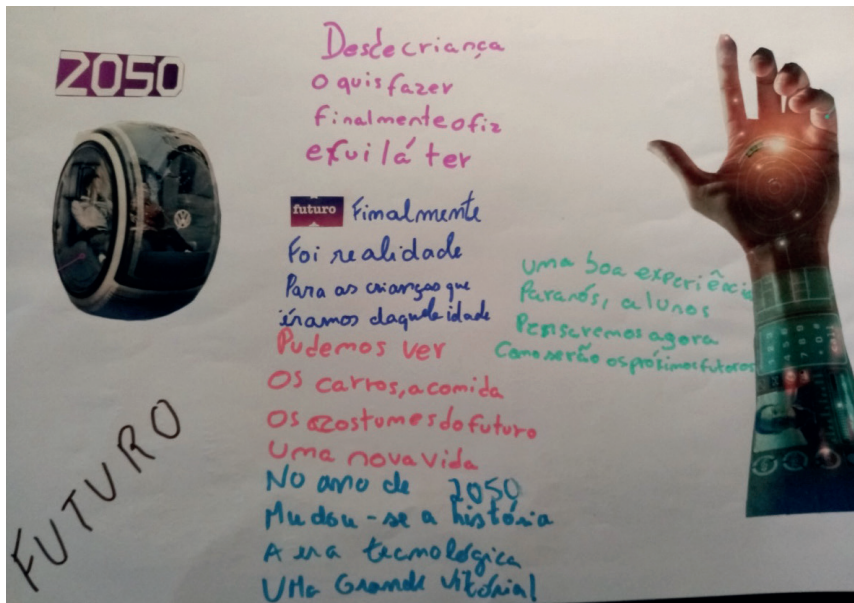 2050
Desde criança
o quis fazer
finalmente o fiz
e fui lá ter
futuro Finalmente
Foi realidade
Para as crianças que
éramos daquela idade
Pudemos ver
Os carros, a comida
Os costumes do futuro
Uma nova vida
No ano de 2050
Mudou-se a história
A era tecnológica
UMa Grande Vitória!
uma boa experiência
Para nós, alunos
Pensaremos agora
Como serão os próximos futuros
FUTURO